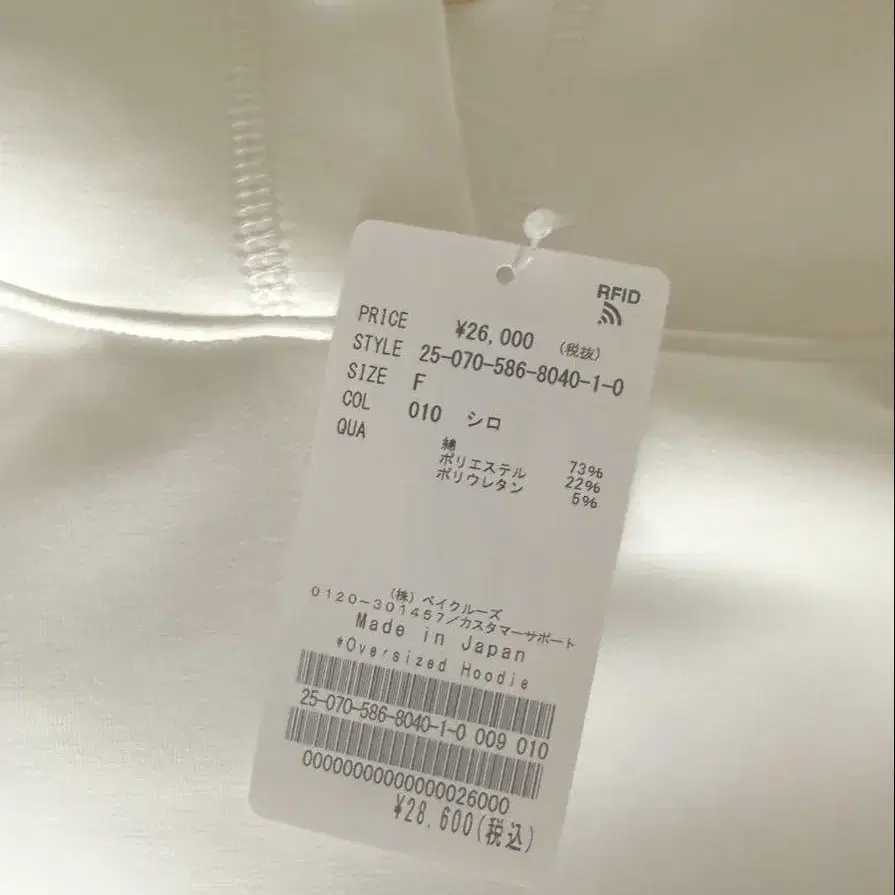 RFID
PRICE ¥26,000 (税抜)
STYLE 25-070-586-8040-1-0
SIZE F
COL 010 シロ
QUA
綿 73%
ポリエステル 22%
ポリウレタン 5%
(株)ベイクルーズ
0120-301457/カスタマーサポート
Made in Japan
*Oversized Hoodie
25-070-586-8040-1-0 009 010
00000000000000026000
¥28.600(税込)